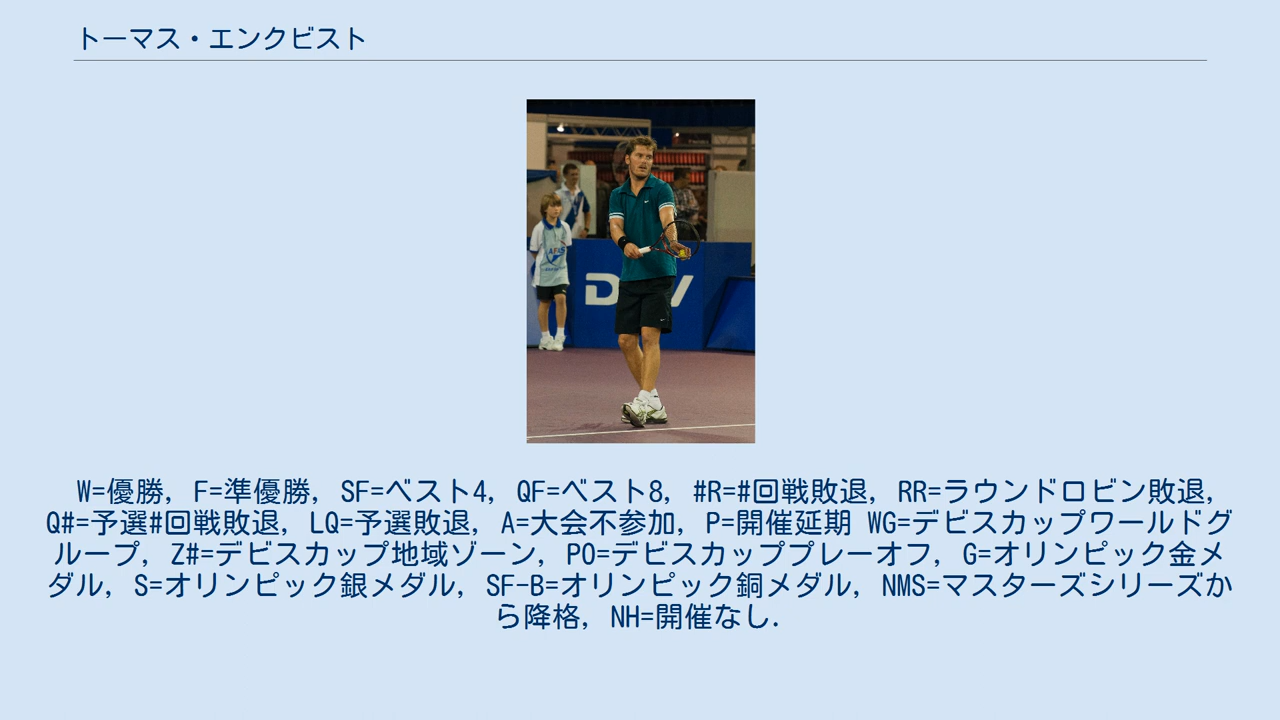 トーマス・エンクビスト
AFAS
W=優勝, F=準優勝, SF=ベスト4, QF=ベスト8, #R=#回戦敗退, RR=ラウンドロビン敗退,
Q#=予選#回戦敗退, LQ=予選敗退, A=大会不参加, P=開催延期 WG=デビスカップワールドグ
ループ, Z#=デビスカップ地域ゾーン, PO=デビスカッププレーオフ, G=オリンピック金メ
ダル, S=オリンピック銀メダル, SF-B=オリンピック銅メダル, NMS=マスターズシリーズか
ら降格, NH=開催なし.